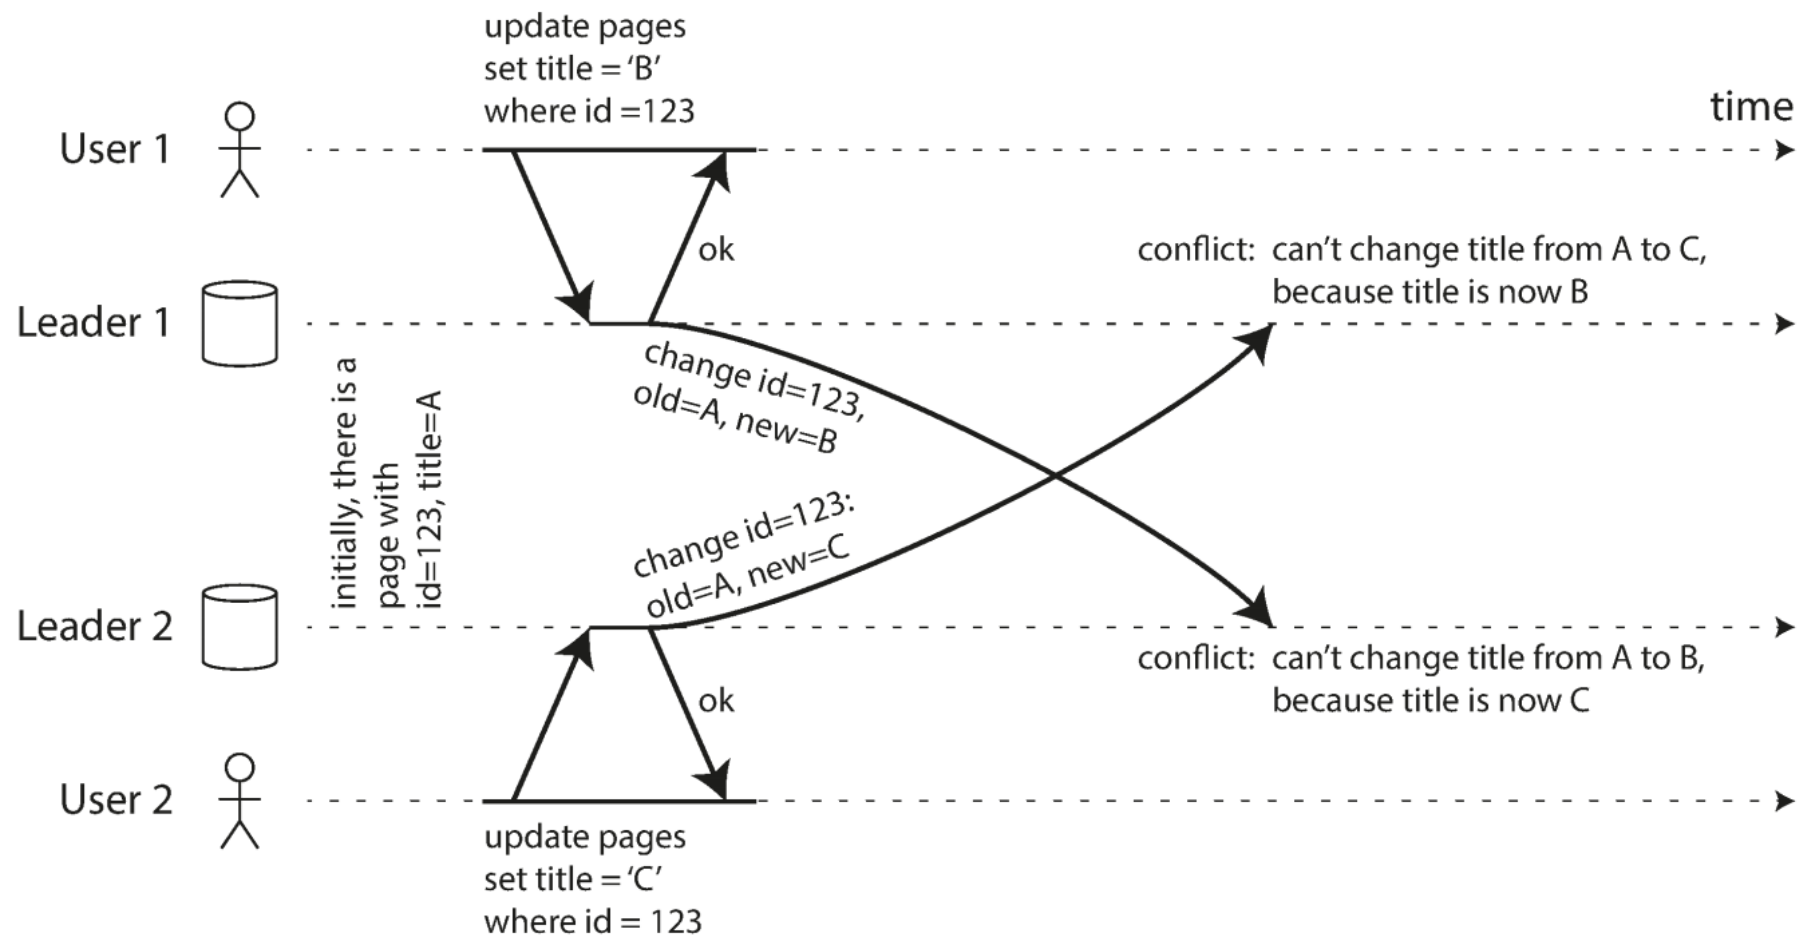 update pages
set title = ‘B’
where id =123
time
User 1
ok
conflict: can’t change title from A to C,
because title is now B
Leader 1
change id=123,
old=A, new=B
initially, there is a
page with
id=123, title=A
change id=123:
old=A, new=C
Leader 2
conflict: can’t change title from A to B,
because title is now C
ok
User 2
update pages
set title = ‘C’
where id = 123